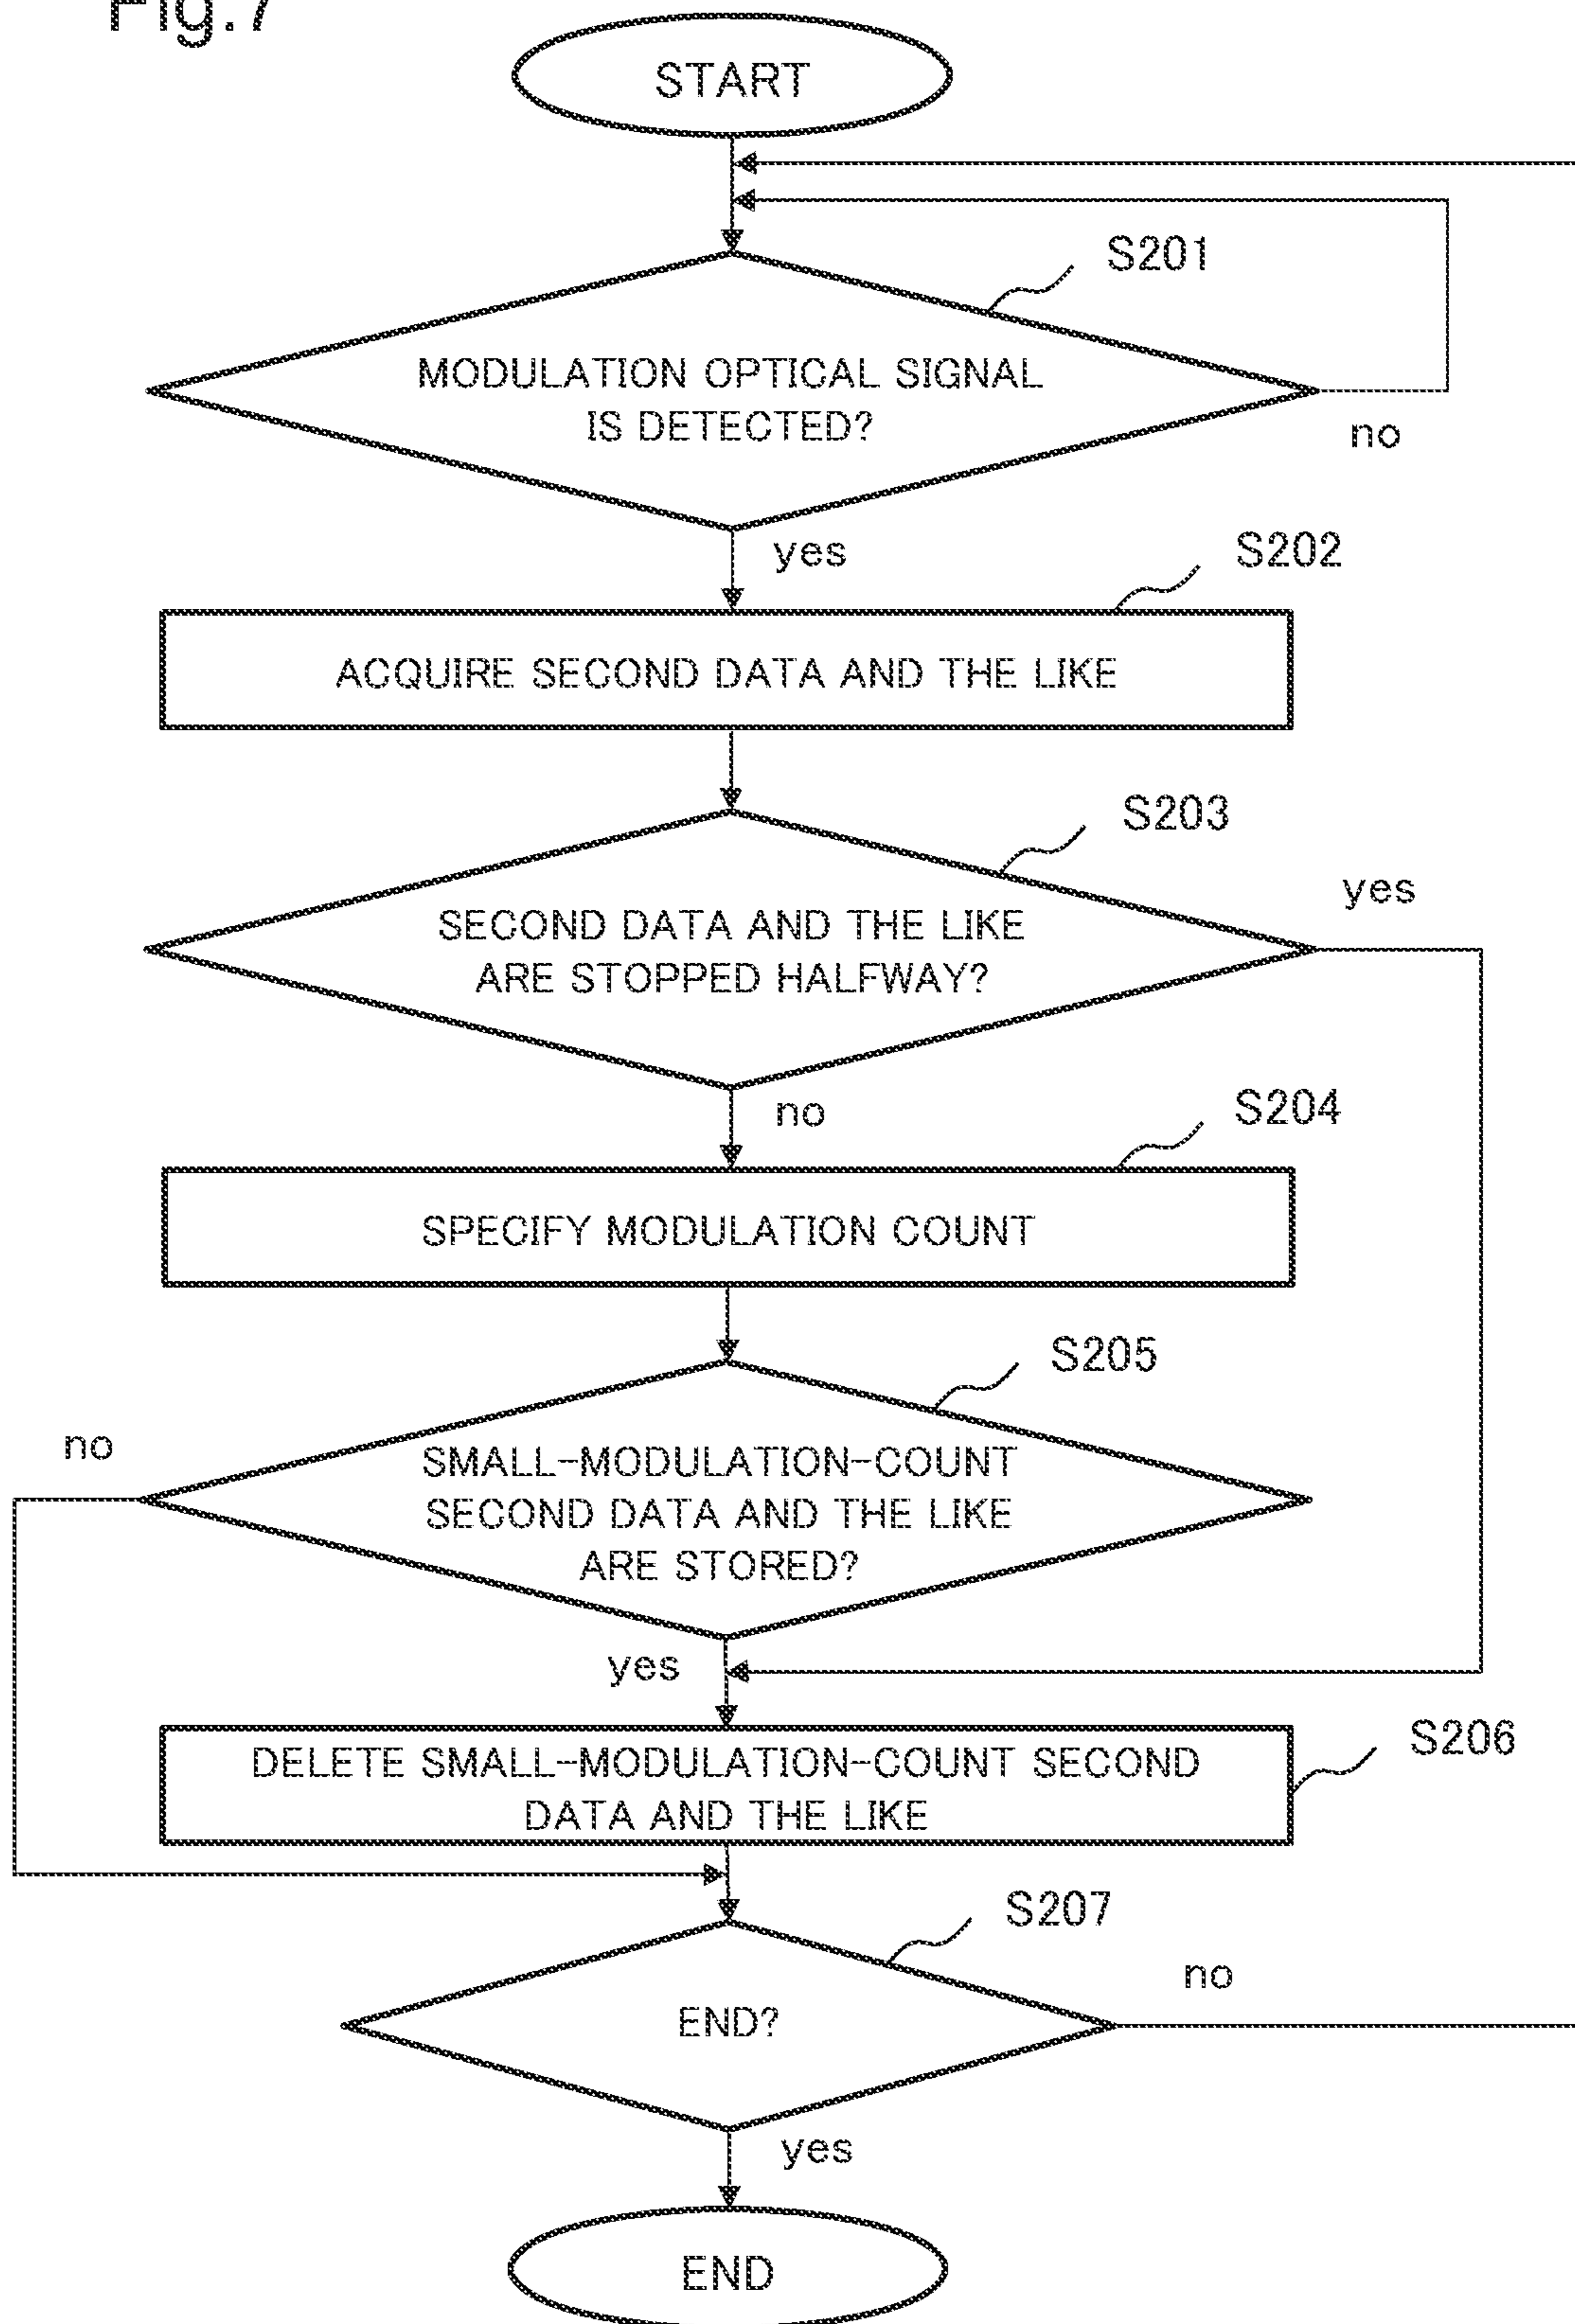 Fig.7
START
S201
MODULATION OPTICAL SIGNAL
IS DETECTED?
no
yes
S202
ACQUIRE SECOND DATA AND THE LIKE
S203
yes
SECOND DATA AND THE LIKE
ARE STOPPED HALFWAY?
no
S204
SPECIFY MODULATION COUNT
S205
no
SMALL-MODULATION-COUNT
SECOND DATA AND THE LIKE
ARE STORED?
yes
S206
DELETE SMALL-MODULATION-COUNT SECOND
DATA AND THE LIKE
S207
no
END?
yes
END